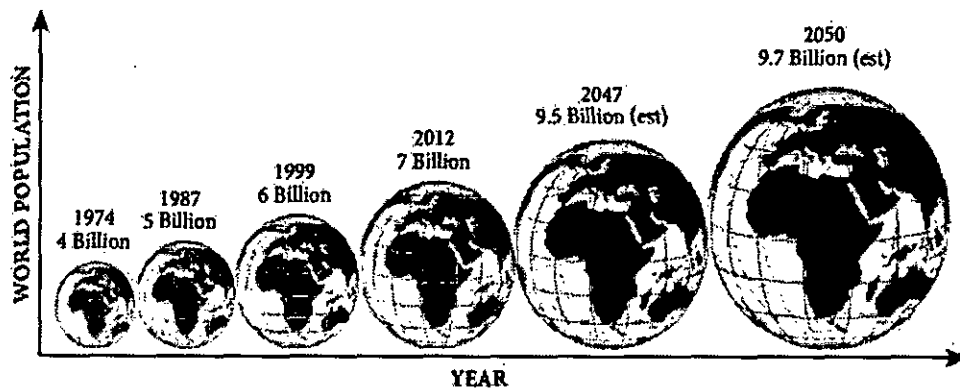 2050
9.7 Billion (est)
2047
9.5 Billion (est)
2012
7 Billion
1999
6 Billion
1987
5 Billion
1974
4 Billion
WORLD POPULATION
YEAR